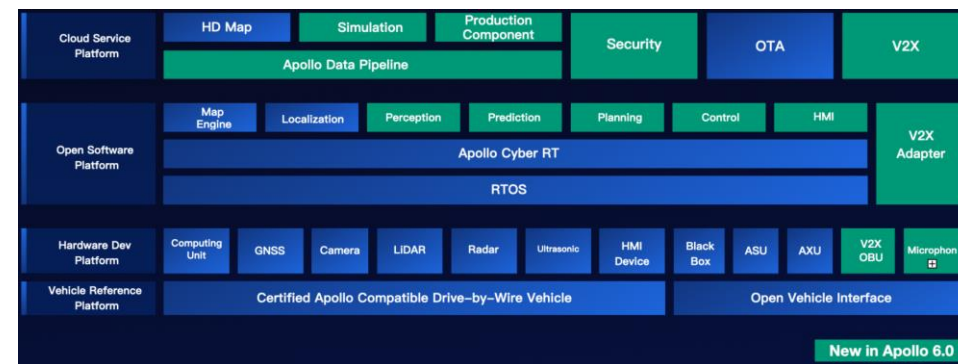 Cloud Service
Platform
HD Map
Simulation
Production
Component
Apollo Data Pipeline
Security
OTA
V2X
Open Software
Platform
Map
Engine
Localization
Perception
Prediction
Planning
Control
HMI
Apollo Cyber RT
RTOS
V2X
Adapter
Hardware Dev
Platform
Computing
Unit
GNSS
Camera
LiDAR
Radar
Ultrasonic
HMI
Device
Black
Box
ASU
AXU
V2X
OBU
Microphon
Vehicle Reference
Platform
Certified Apollo Compatible Drive-by-Wire Vehicle
Open Vehicle Interface
New in Apollo 6.0